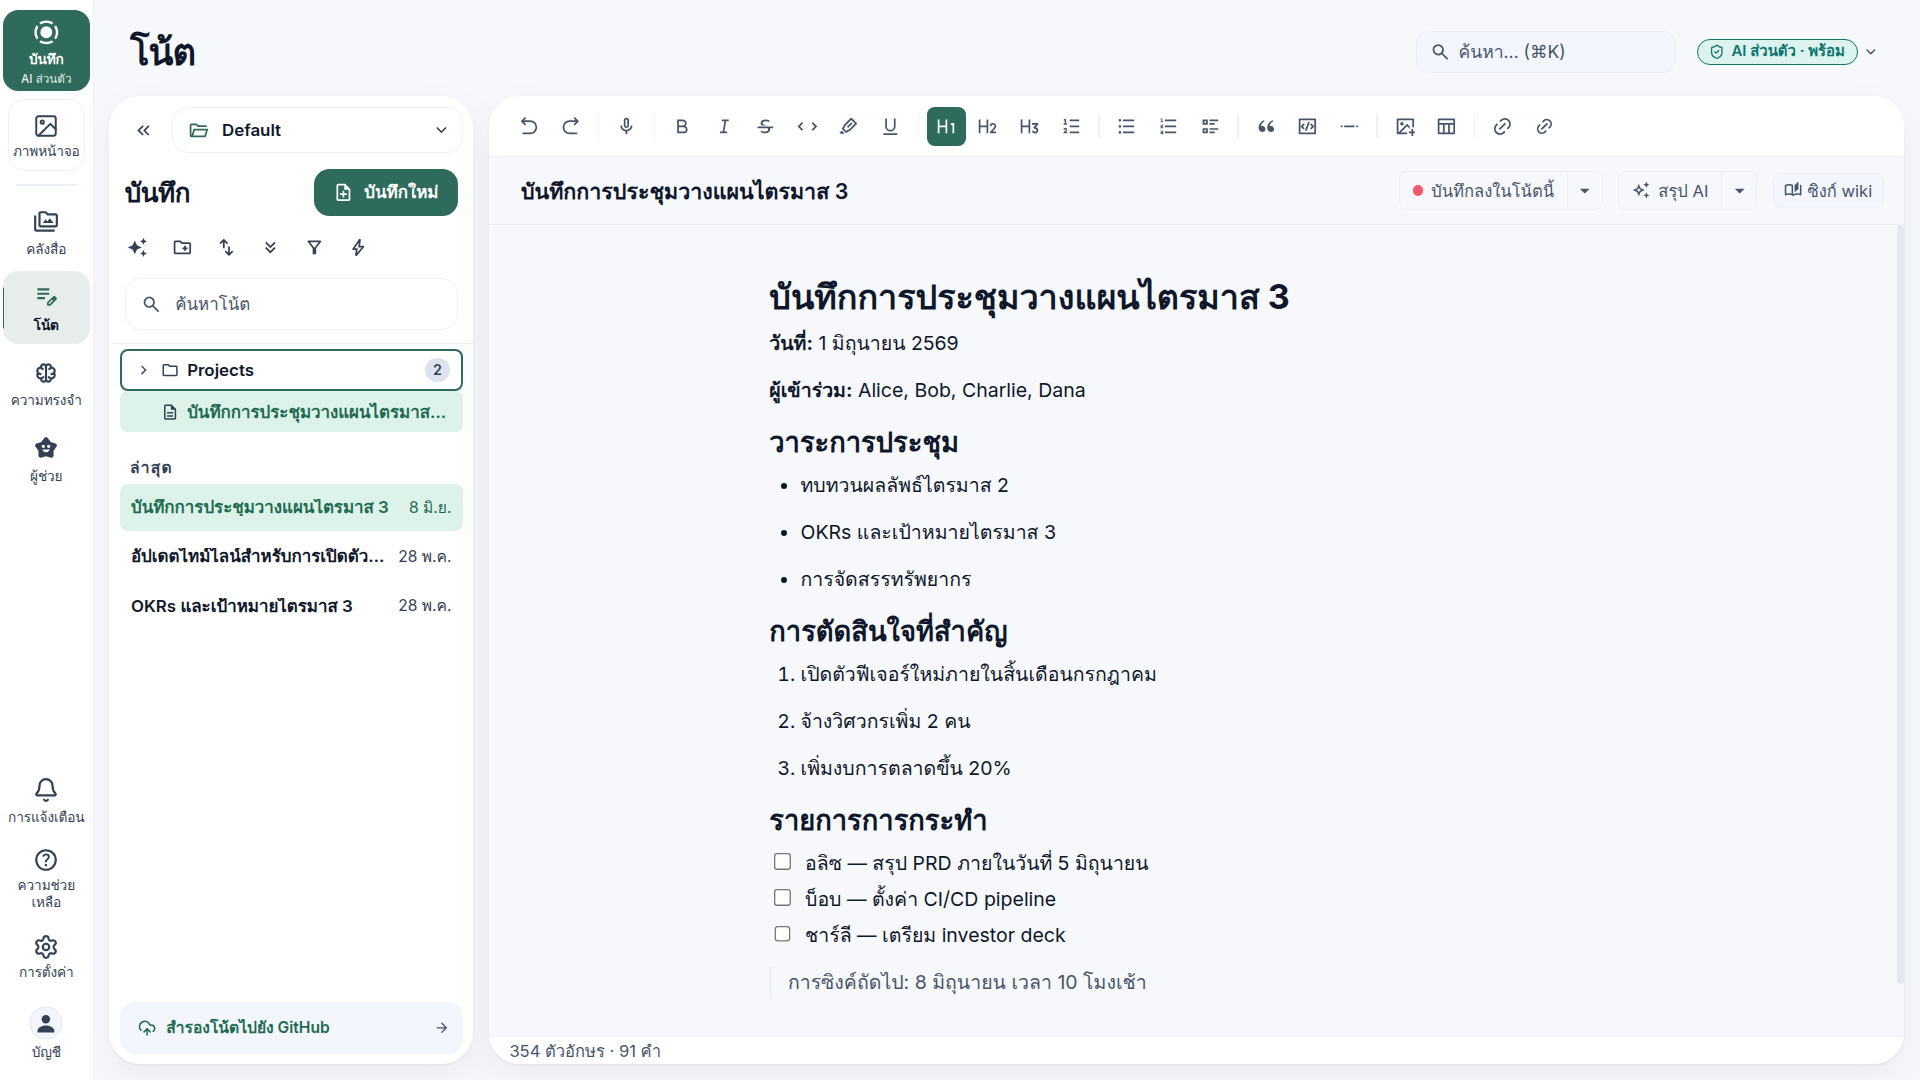 บันทึก
AI ส่วนตัว
ภาพหน้าจอ
คลังสื่อ
โน้ต
ความทรงจำ
ผู้ช่วย
การแจ้งเตือน
ความช่วย
เหลือ
การตั้งค่า
บัญชี
โน้ต
ค้นหา... (⌘K)
AI ส่วนตัว · พร้อม
Default
บันทึก
บันทึกใหม่
ค้นหาโน้ต
Projects
2
บันทึกการประชุมวางแผนไตรมาส...
ล่าสุด
บันทึกการประชุมวางแผนไตรมาส 3
8 มิ.ย.
อัปเดตไทม์ไลน์สำหรับการเปิดตัว...
28 พ.ค.
OKRs และเป้าหมายไตรมาส 3
28 พ.ค.
สำรองโน้ตไปยัง GitHub
H1 H2 H3
บันทึกการประชุมวางแผนไตรมาส 3
บันทึกลงในโน้ตนี้
สรุป AI
ซิงก์ wiki
บันทึกการประชุมวางแผนไตรมาส 3
วันที่: 1 มิถุนายน 2569
ผู้เข้าร่วม: Alice, Bob, Charlie, Dana
วาระการประชุม
• ทบทวนผลลัพธ์ไตรมาส 2
• OKRs และเป้าหมายไตรมาส 3
• การจัดสรรทรัพยากร
การตัดสินใจที่สำคัญ
1. เปิดตัวฟีเจอร์ใหม่ภายในสิ้นเดือนกรกฎาคม
2. จ้างวิศวกรเพิ่ม 2 คน
3. เพิ่มงบการตลาดขึ้น 20%
รายการการกระทำ
อลิซ — สรุป PRD ภายในวันที่ 5 มิถุนายน
บ็อบ — ตั้งค่า CI/CD pipeline
ชาร์ลี — เตรียม investor deck
การซิงค์ถัดไป: 8 มิถุนายน เวลา 10 โมงเช้า
354 ตัวอักษร · 91 คำ